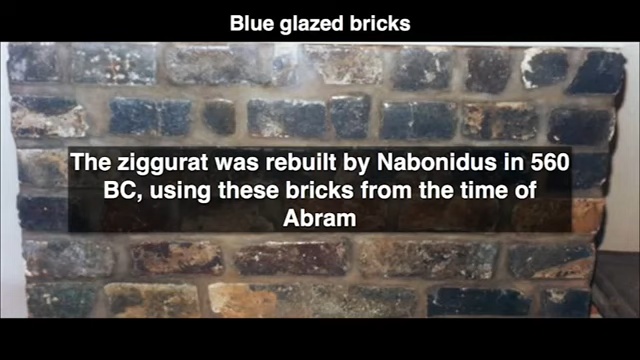 Blue glazed bricks
The ziggurat was rebuilt by Nabonidus in 560
BC, using these bricks from the time of
Abram